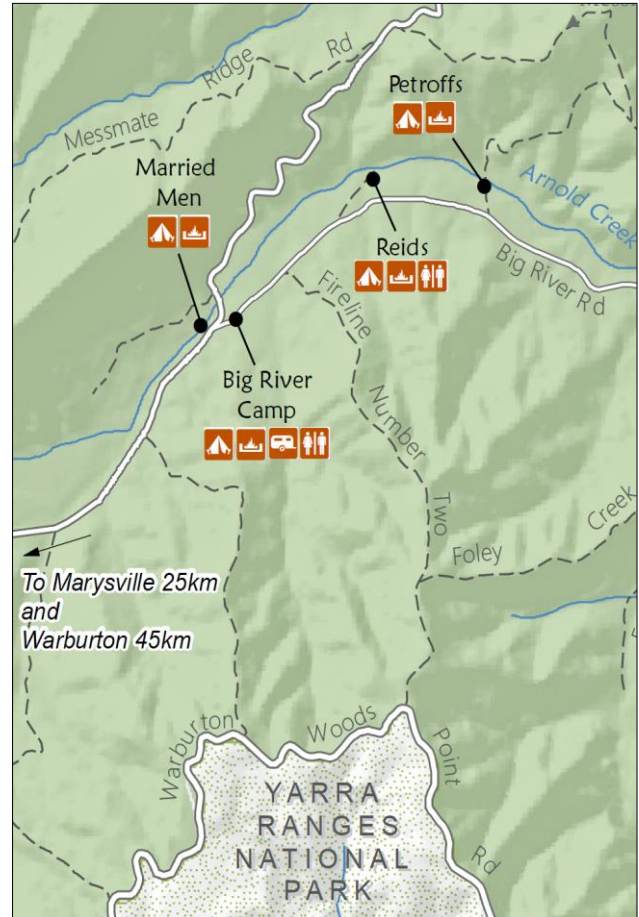 Messmate Ridge Rd
Petroffs
Married
Men
Arnold Creek
Reids
Big River Rd
Fireline Number Two
Big River
Camp
Foley Creek
To Marysville 25km
and
Warburton 45km
Warburton Woods Point Rd
YARRA
RANGES
NATIONAL
PARK